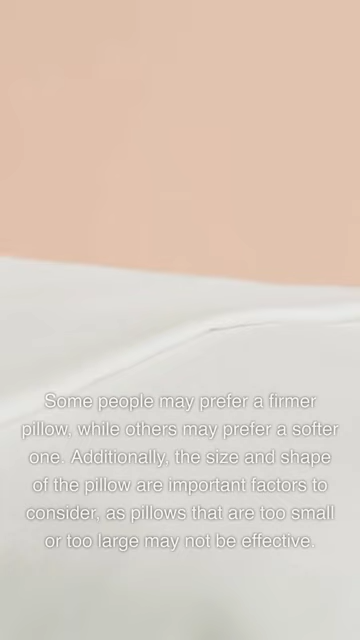 Some people may prefer a firmer
pillow, while others may prefer a softer
one. Additionally, the size and shape
of the pillow are important factors to
consider, as pillows that are too small
or too large may not be effective.